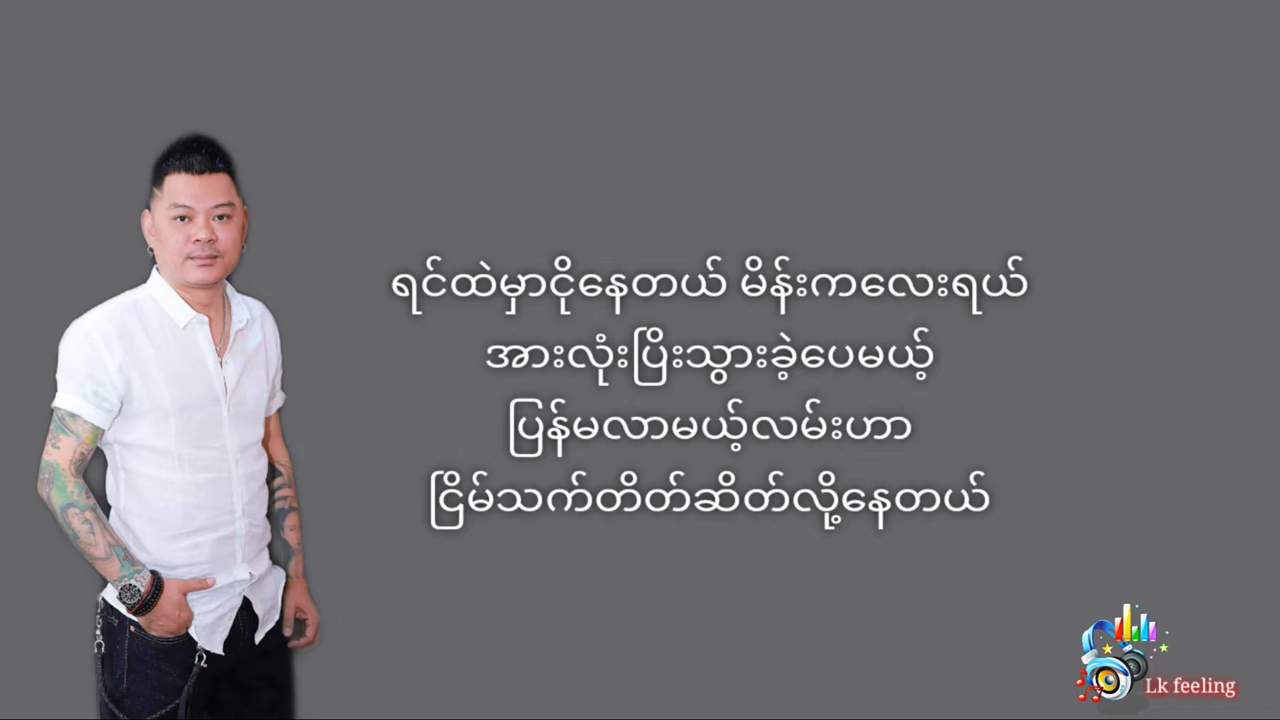 ရင်ထဲမှာငိုနေတယ် မိန်းကလေးရယ်
အားလုံးပြီးသွားခဲ့ပေမယ့်
ပြန်မလာမယ့်လမ်းဟာ
ငြိမ်သက်တိတ်ဆိတ်လို့နေတယ်
Lk feeling